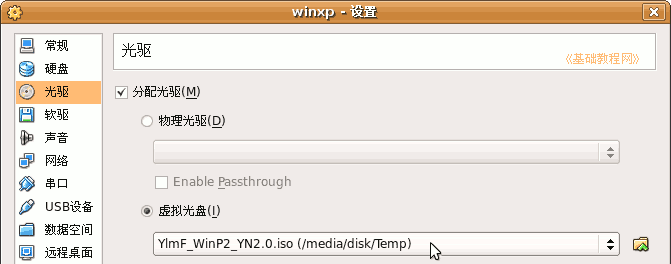 winxp - 设置
常规
硬盘
光驱
软驱
声音
网络
串口
USB设备
数据空间
远程桌面
光驱
《基础教程网》
分配光驱(M)
物理光驱(D)
Enable Passthrough
虚拟光盘(I)
YlmF_WinP2_YN2.0.iso (/media/disk/Temp)